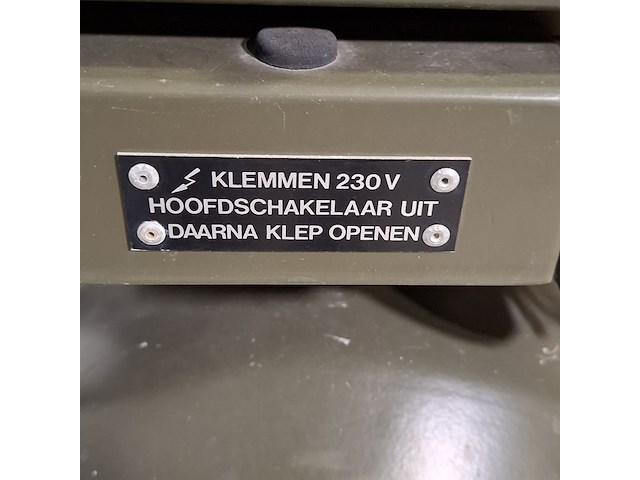 KLEMMEN 230 V
HOOFDSCHAKELAAR UIT
DAARNA KLEP OPENEN